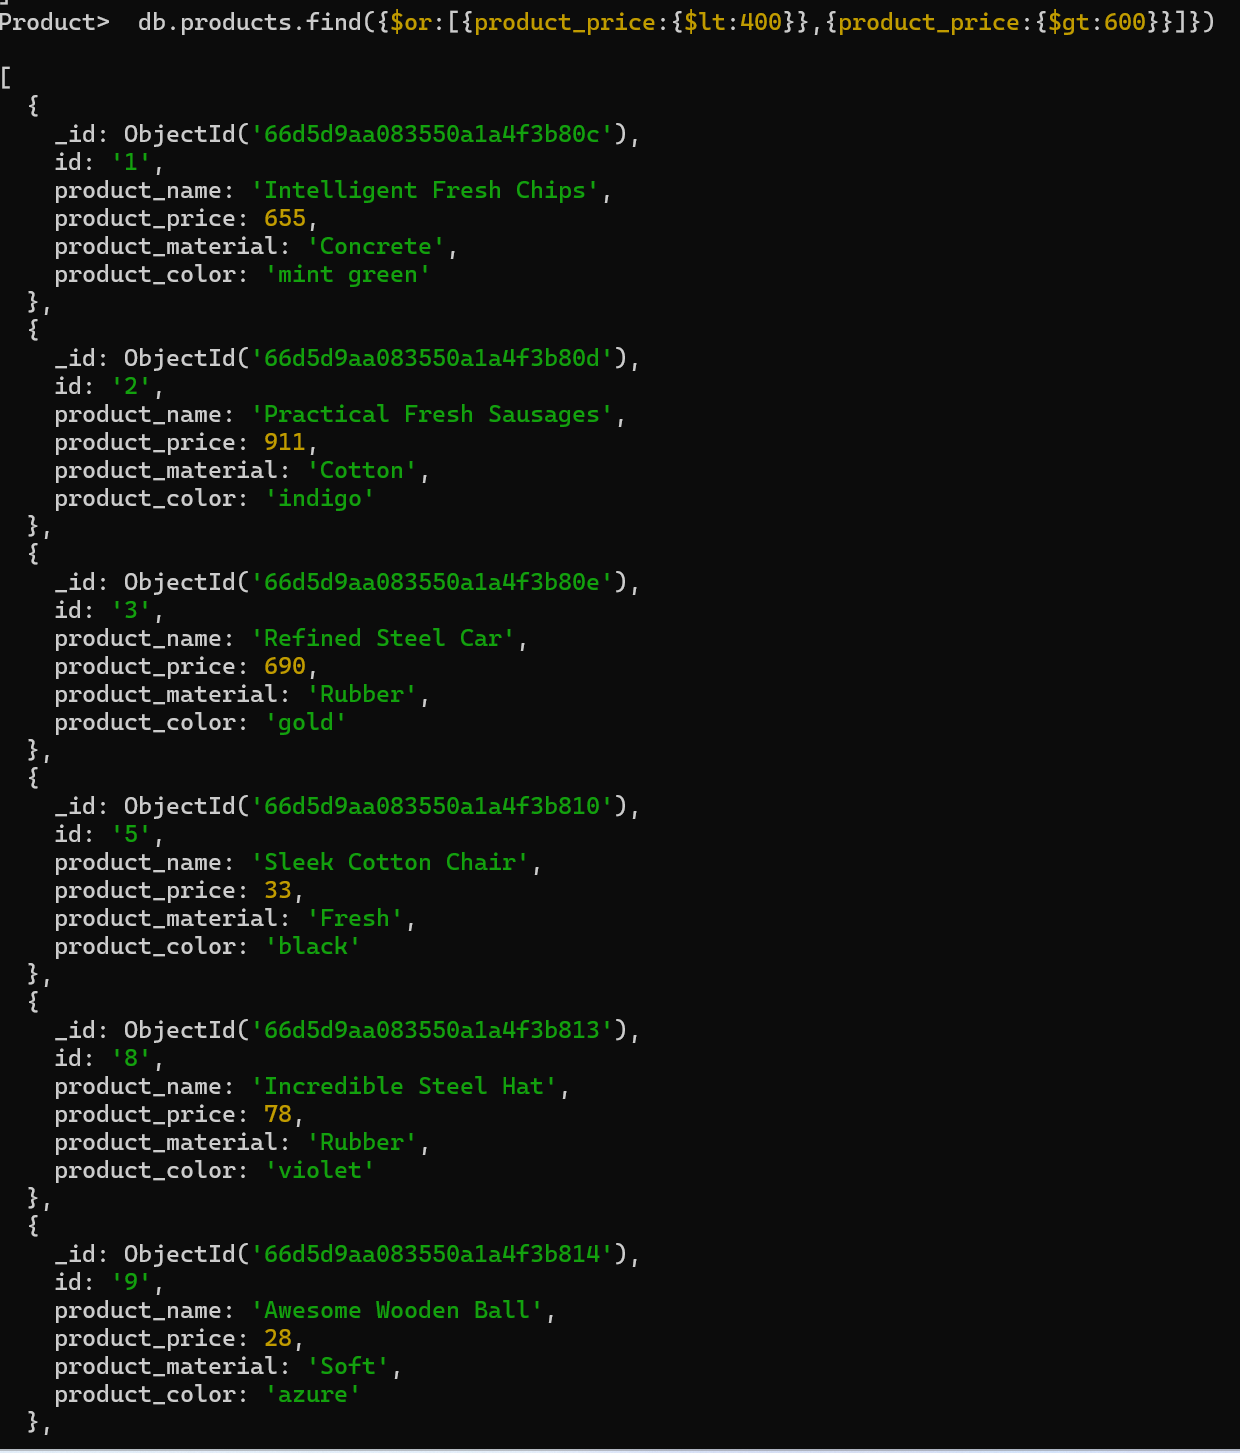 ]
Product>  db.products.find({$or:[{product_price:{$lt:400}},{product_price:{$gt:600}}]})
[
  {
    _id: ObjectId('66d5d9aa083550a1a4f3b80c'),
    id: '1',
    product_name: 'Intelligent Fresh Chips',
    product_price: 655,
    product_material: 'Concrete',
    product_color: 'mint green'
  },
  {
    _id: ObjectId('66d5d9aa083550a1a4f3b80d'),
    id: '2',
    product_name: 'Practical Fresh Sausages',
    product_price: 911,
    product_material: 'Cotton',
    product_color: 'indigo'
  },
  {
    _id: ObjectId('66d5d9aa083550a1a4f3b80e'),
    id: '3',
    product_name: 'Refined Steel Car',
    product_price: 690,
    product_material: 'Rubber',
    product_color: 'gold'
  },
  {
    _id: ObjectId('66d5d9aa083550a1a4f3b810'),
    id: '5',
    product_name: 'Sleek Cotton Chair',
    product_price: 33,
    product_material: 'Fresh',
    product_color: 'black'
  },
  {
    _id: ObjectId('66d5d9aa083550a1a4f3b813'),
    id: '8',
    product_name: 'Incredible Steel Hat',
    product_price: 78,
    product_material: 'Rubber',
    product_color: 'violet'
  },
  {
    _id: ObjectId('66d5d9aa083550a1a4f3b814'),
    id: '9',
    product_name: 'Awesome Wooden Ball',
    product_price: 28,
    product_material: 'Soft',
    product_color: 'azure'
  },